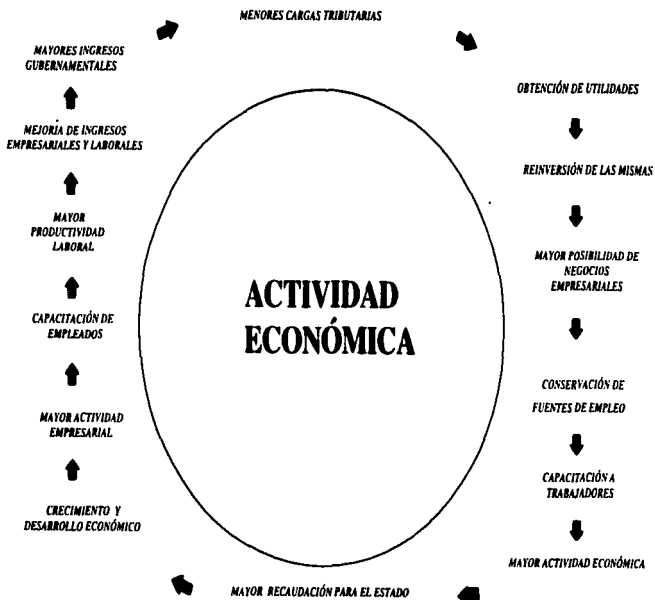 MENORES CARGAS TRIBUTARIAS
OBTENCIÓN DE UTILIDADES
REINVERSIÓN DE LAS MISMAS
MAYOR POSIBILIDAD DE
NEGOCIOS
EMPRESARIALES
CONSERVACIÓN DE
FUENTES DE EMPLEO
CAPACITACIÓN A
TRABAJADORES
MAYOR ACTIVIDAD ECONÓMICA
MAYOR RECAUDACIÓN PARA EL ESTADO
CRECIMIENTO Y
DESARROLLO ECONÓMICO
MAYOR ACTIVIDAD
EMPRESARIAL
CAPACITACIÓN DE
EMPLEADOS
MAYOR
PRODUCTIVIDAD
LABORAL
MEJORÍA DE INGRESOS
EMPRESARIALES Y LABORALES
MAYORES INGRESOS
GUBERNAMENTALES
ACTIVIDAD
ECONÓMICA